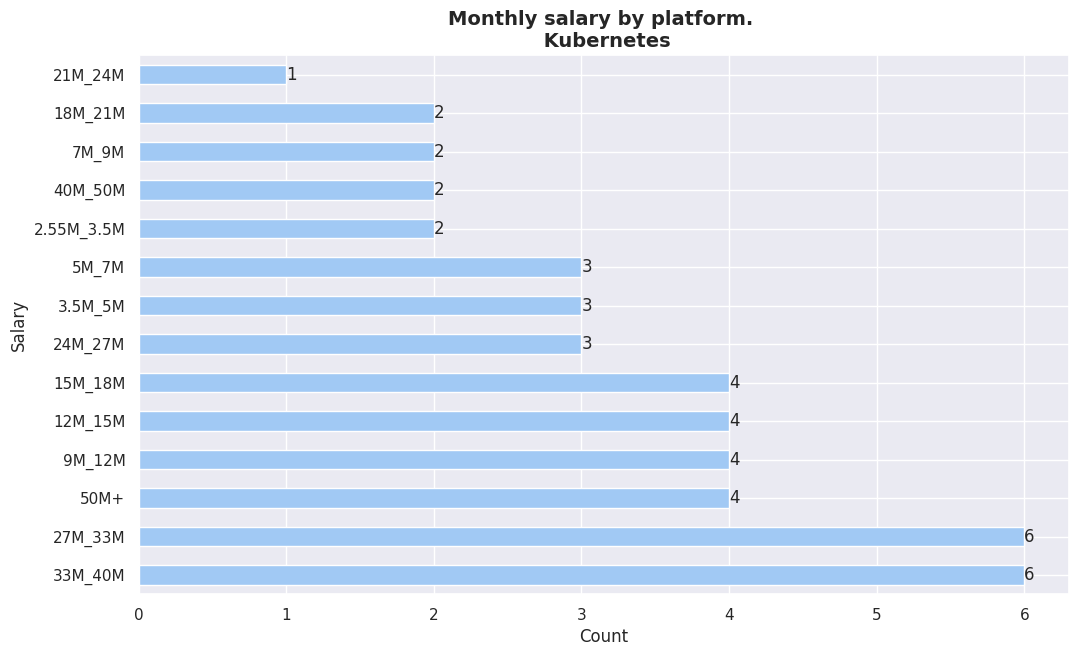 Monthly salary by platform.
Kubernetes
21M_24M 1
18M_21M 2
7M_9M 2
40M_50M 2
2.55M_3.5M 2
5M_7M 3
3.5M_5M 3
24M_27M 3
15M_18M 4
12M_15M 4
9M_12M 4
50M+ 4
27M_33M 6
33M_40M 6
Salary
0 1 2 3 4 5 6
Count